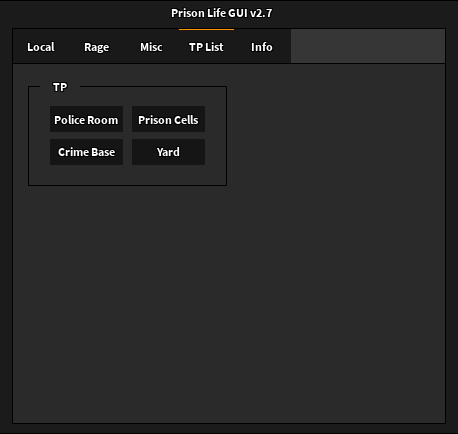 Prison Life GUI v2.7
Local Rage Misc TP List Info
TP
Police Room Prison Cells
Crime Base Yard